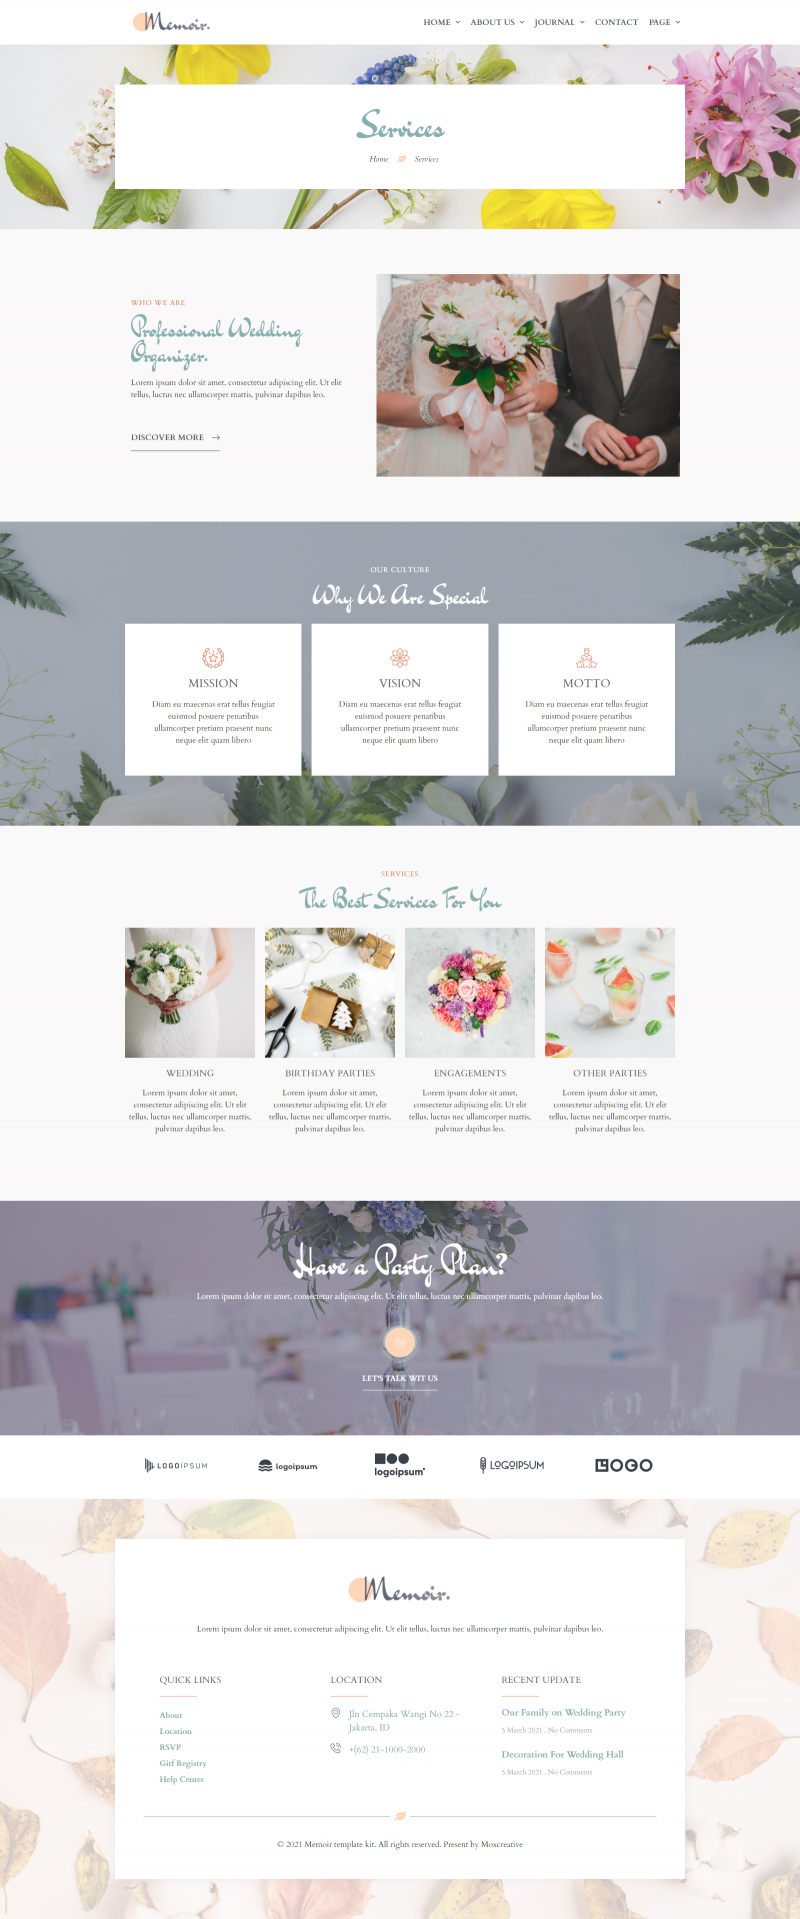 Memoir.
HOME ABOUT US JOURNAL CONTACT PAGE
Services
Home Services
WHO WE ARE
Professional Wedding
Organizer.
Lorem ipsum dolor sit amet, consectetur adipiscing elit. Ut elit
tellus, luctus nec ullamcorper mattis, pulvinar dapibus leo.
DISCOVER MORE
OUR CULTURE
Why We Are Special
MISSION
Diam eu maecenas erat tellus feugiat
euismod posuere penatibus
ullamcorper pretium praesent nunc
neque elit quam libero
VISION
Diam eu maecenas erat tellus feugiat
euismod posuere penatibus
ullamcorper pretium praesent nunc
neque elit quam libero
MOTTO
Diam eu maecenas erat tellus feugiat
euismod posuere penatibus
ullamcorper pretium praesent nunc
neque elit quam libero
SERVICES
The Best Services For You
WEDDING
Lorem ipsum dolor sit amet,
consectetur adipiscing elit. Ut elit
tellus, luctus nec ullamcorper mattis,
pulvinar dapibus leo.
BIRTHDAY PARTIES
Lorem ipsum dolor sit amet,
consectetur adipiscing elit. Ut elit
tellus, luctus nec ullamcorper mattis,
pulvinar dapibus leo.
ENGAGEMENTS
Lorem ipsum dolor sit amet,
consectetur adipiscing elit. Ut elit
tellus, luctus nec ullamcorper mattis,
pulvinar dapibus leo.
OTHER PARTIES
Lorem ipsum dolor sit amet,
consectetur adipiscing elit. Ut elit
tellus, luctus nec ullamcorper mattis,
pulvinar dapibus leo.
Have a Party Plan?
Lorem ipsum dolor sit amet, consectetur adipiscing elit. Ut elit tellus, luctus nec ullamcorper mattis, pulvinar dapibus leo.
LET'S TALK WIT US
LOGOIPSUM
logoipsum
logoipsum
LOGOIPSUM
LOGO
Memoir.
Lorem ipsum dolor sit amet, consectetur adipiscing elit. Ut elit tellus, luctus nec ullamcorper mattis, pulvinar dapibus leo.
QUICK LINKS
About
Location
RSVP
Gitf Registry
Help Center
LOCATION
Jln Cempaka Wangi No 22 -
Jakarta, ID
+(62) 21-1000-2000
RECENT UPDATE
Our Family on Wedding Party
5 March 2021 . No Comments
Decoration For Wedding Hall
5 March 2021 . No Comments
© 2021 Memoir template kit. All rights reserved. Present by Moxcreative